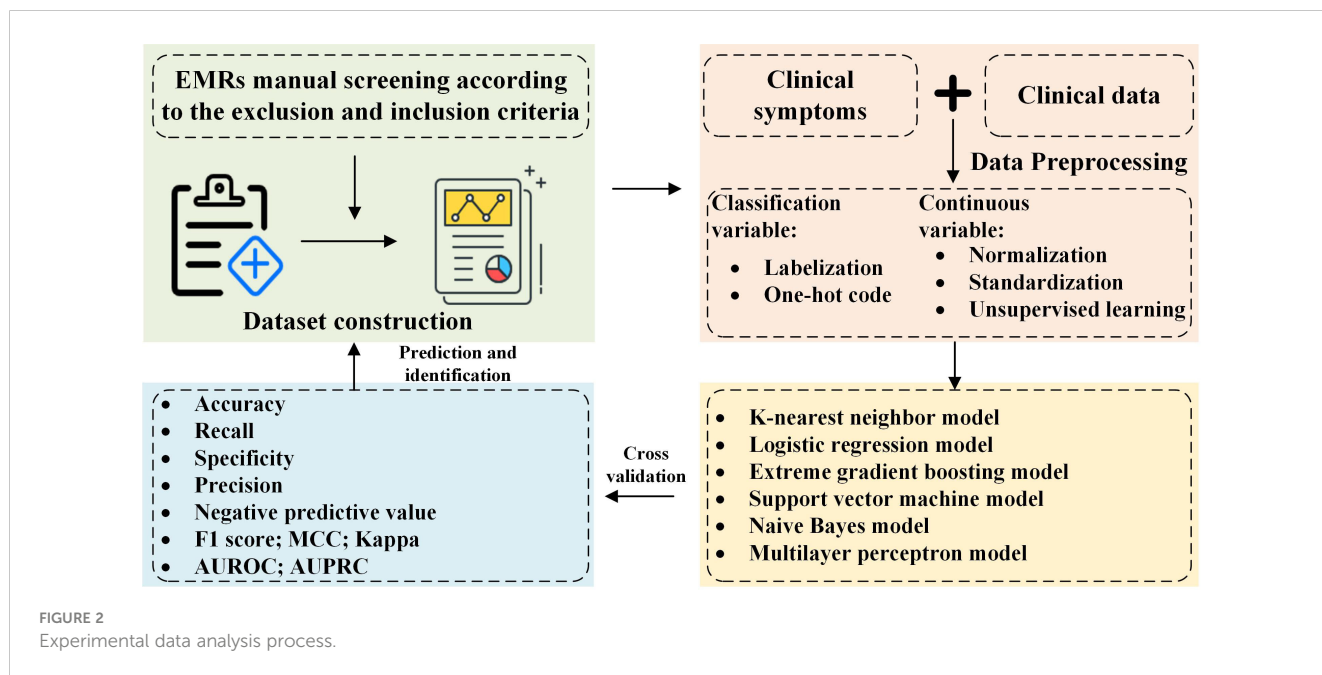 EMRs manual screening according
to the exclusion and inclusion criteria
Dataset construction
Clinical
symptoms
Clinical data
Data Preprocessing
Classification
variable:
• Labelization
• One-hot code
Continuous
variable:
• Normalization
• Standardization
• Unsupervised learning
• K-nearest neighbor model
• Logistic regression model
• Extreme gradient boosting model
• Support vector machine model
• Naive Bayes model
• Multilayer perceptron model
Cross
validation
• Accuracy
• Recall
• Specificity
• Precision
• Negative predictive value
• F1 score; MCC; Kappa
• AUROC; AUPRC
Prediction and
identification
FIGURE 2
Experimental data analysis process.